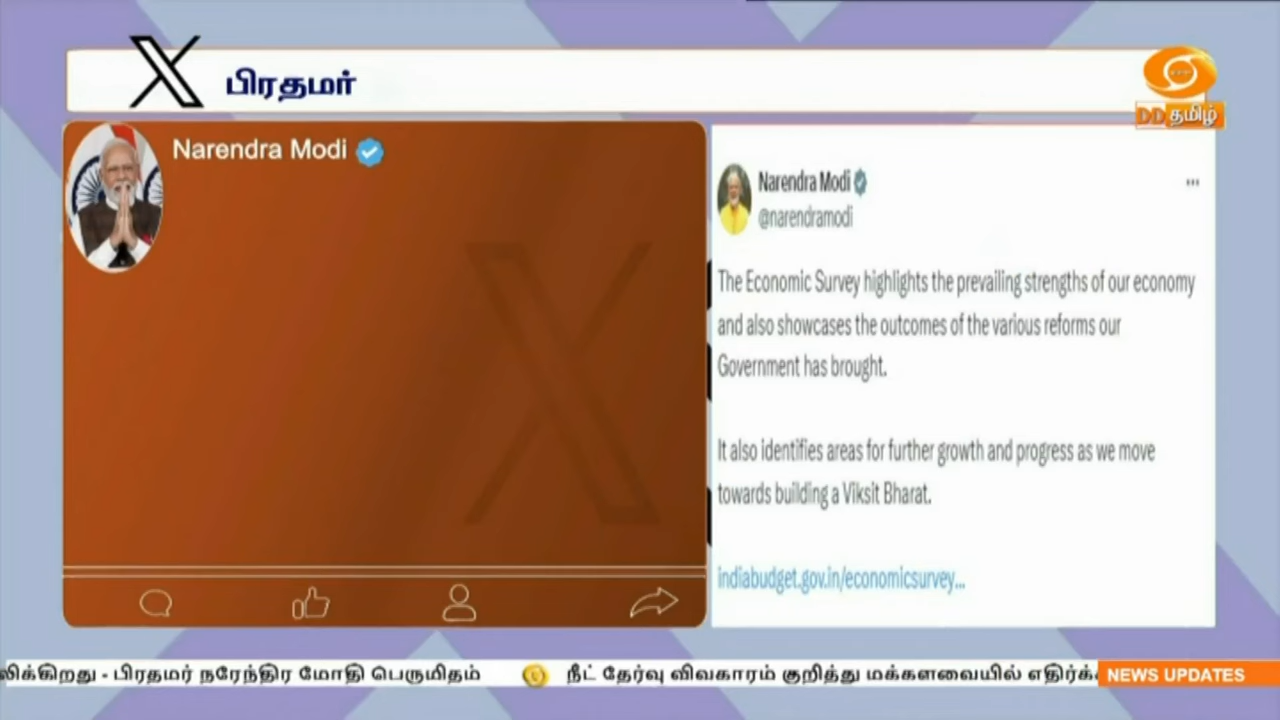 பிரதமர்
DD தமிழ்
Narendra Modi
Narendra Modi
@narendramodi
The Economic Survey highlights the prevailing strengths of our economy
and also showcases the outcomes of the various reforms our
Government has brought.
It also identifies areas for further growth and progress as we move
towards building a Viksit Bharat.
indiabudget.gov.in/economicsurvey...
லிக்கிறது - பிரதமர் நரேந்திர மோதி பெருமிதம் நீட் தேர்வு விவகாரம் குறித்து மக்களவையில் எதிர்க்
NEWS UPDATES